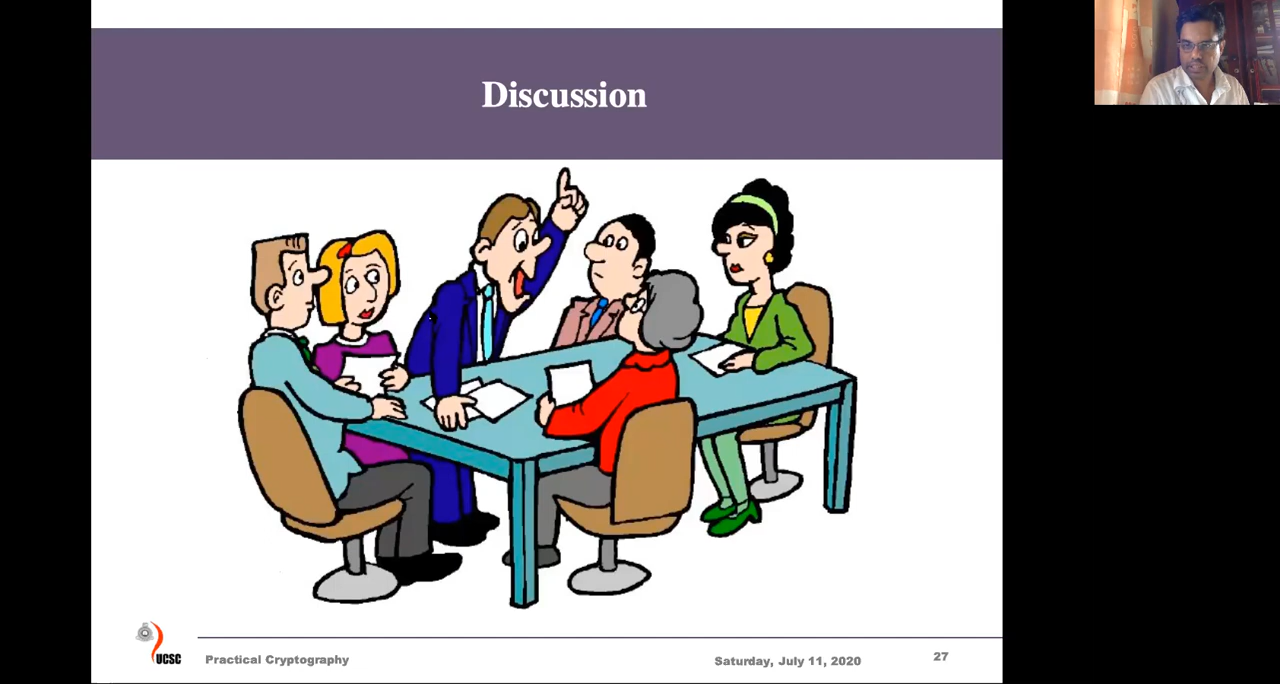 Discussion
UCSC
Practical Cryptography
Saturday, July 11, 2020
27